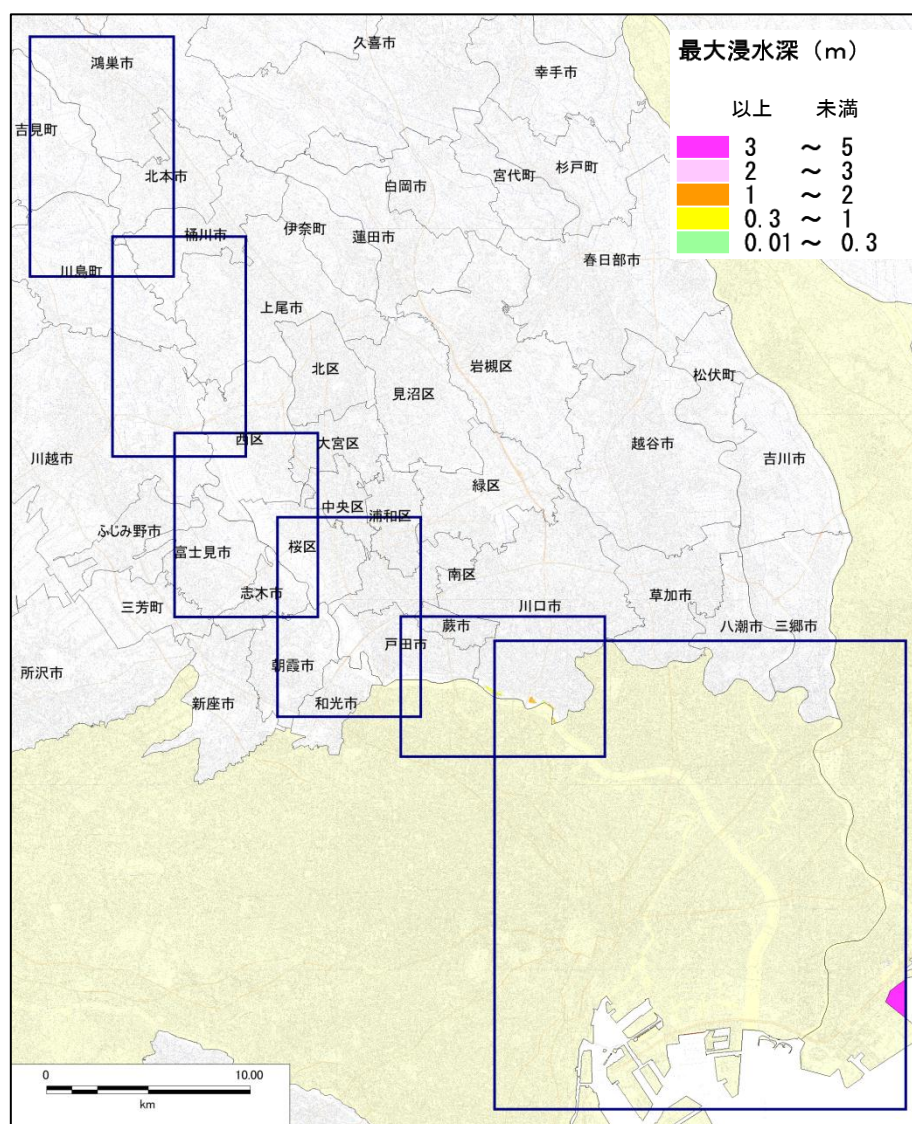 最大浸水深（m）
以上 未満
3 ～ 5
2 ～ 3
1 ～ 2
0.3 ～ 1
0.01 ～ 0.3
久喜市
鴻巣市
幸手市
吉見町
杉戸町
北本市
白岡市
宮代町
伊奈町
桶川市
蓮田市
春日部市
川島町
上尾市
岩槻区
北区
松伏町
見沼区
西区
大宮区
越谷市
川越市
吉川市
緑区
中央区
浦和区
ふじみ野市
富士見市
桜区
南区
志木市
草加市
三芳町
川口市
蕨市
八潮市
三郷市
戸田市
朝霞市
所沢市
新座市
和光市
0 10.00
km